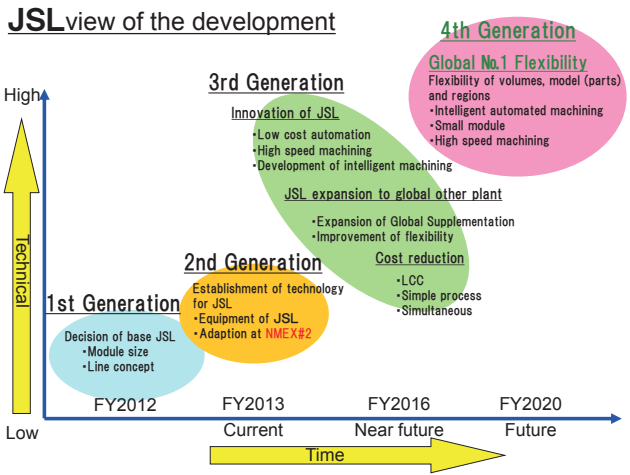 JSL view of the development
4th Generation
Global No.1 Flexibility
Flexibility of volumes, model (parts)
and regions
・Intelligent automated machining
・Small module
・High speed machining
3rd Generation
Innovation of JSL
・Low cost automation
・High speed machining
・Development of intelligent machining
JSL expansion to global other plant
・Expansion of Global Supplementation
・Improvement of flexibility
Cost reduction
・LCC
・Simple process
・Simultaneous
2nd Generation
Establishment of technology
for JSL
・Equipment of JSL
・Adaption at NMEX#2
1st Generation
Decision of base JSL
・Module size
・Line concept
High
Technical
Low
FY2012
FY2013
FY2016
FY2020
Current
Near future
Future
Time